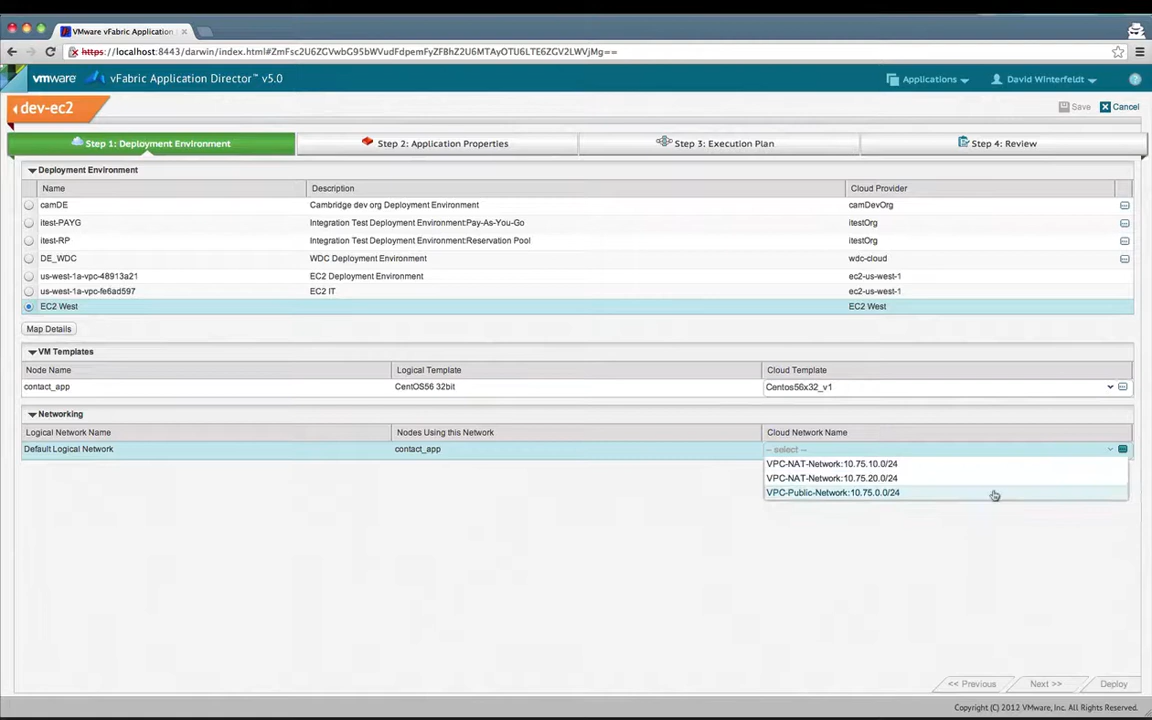 VMware vFabric Application
https://localhost:8443/darwin/index.html#ZmFsc2U6ZGVwbG95bWVudFdpemFyZFBhZ2U6MTAyOTU6LTE6ZGV2LWVjMg==
vmware vFabric Application Director™ v5.0 Applications David Winterfeldt ?
dev-ec2 Save Cancel
Step 1: Deployment Environment Step 2: Application Properties Step 3: Execution Plan Step 4: Review
Deployment Environment
Name Description Cloud Provider
camDE Cambridge dev org Deployment Environment camDevOrg
itest-PAYG Integration Test Deployment Environment:Pay-As-You-Go itestOrg
itest-RP Integration Test Deployment Environment:Reservation Pool itestOrg
DE_WDC WDC Deployment Environment wdc-cloud
us-west-1a-vpc-48913a21 EC2 Deployment Environment ec2-us-west-1
us-west-1a-vpc-fe6ad597 EC2 IT ec2-us-west-1
EC2 West EC2 West
Map Details
VM Templates
Node Name Logical Template Cloud Template
contact_app CentOS56 32bit Centos56x32_v1
Networking
Logical Network Name Nodes Using this Network Cloud Network Name
Default Logical Network contact_app -- select --
VPC-NAT-Network:10.75.10.0/24
VPC-NAT-Network:10.75.20.0/24
VPC-Public-Network:10.75.0.0/24
<< Previous Next >> Deploy
Copyright (C) 2012 VMware, Inc. All Rights Reserved.